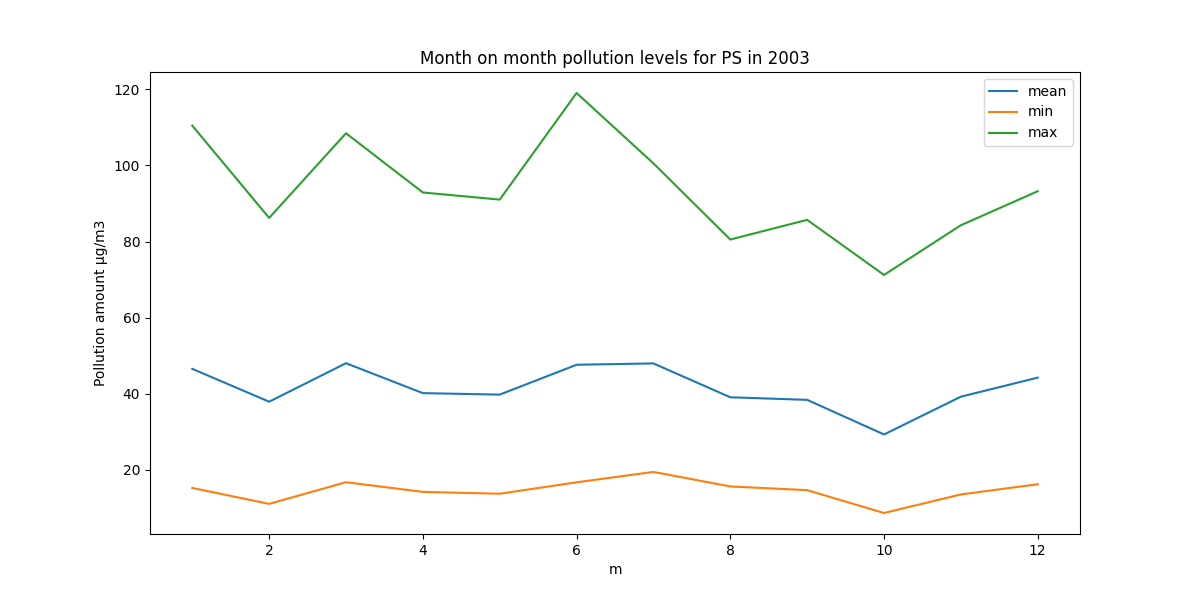 Month on month pollution levels for PS in 2003
mean
min
max
120
100
80
60
40
20
Pollution amount µg/m3
2 4 6 8 10 12
m